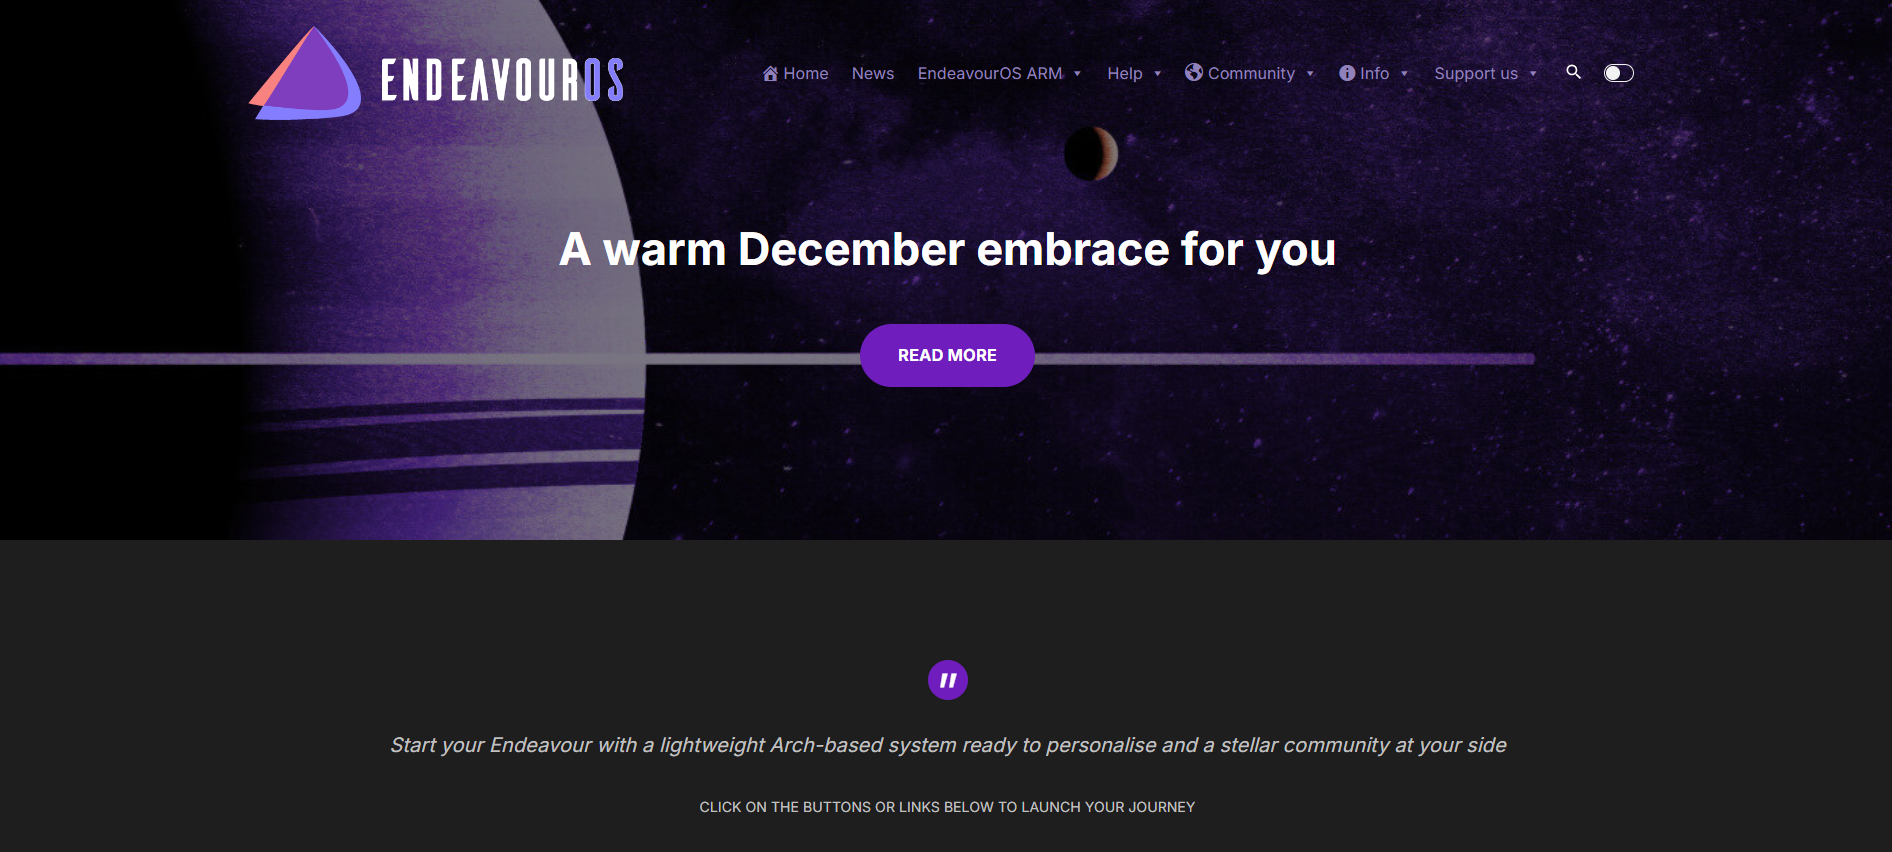 ENDEAVOUROS
Home News EndeavourOS ARM Help Community Info Support us
A warm December embrace for you
READ MORE
Start your Endeavour with a lightweight Arch-based system ready to personalise and a stellar community at your side
CLICK ON THE BUTTONS OR LINKS BELOW TO LAUNCH YOUR JOURNEY